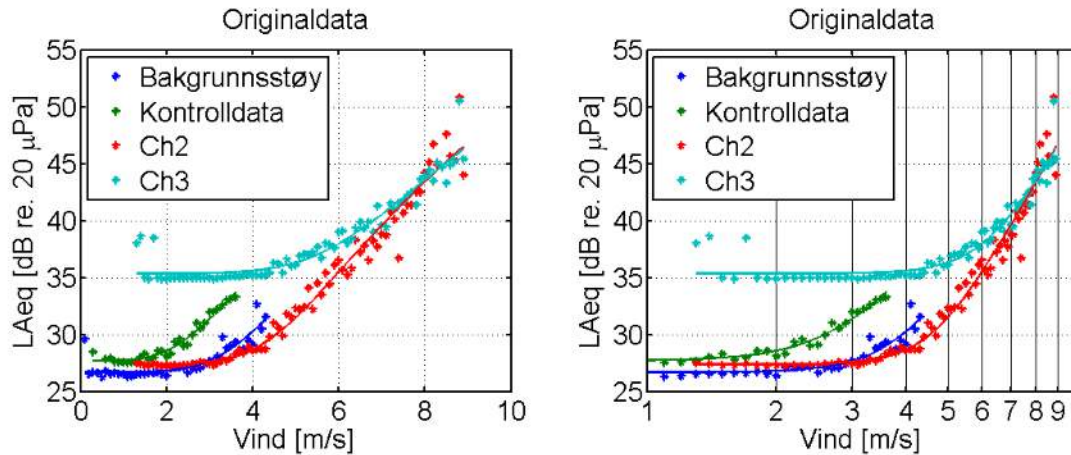 Originaldata
55
50
45
40
35
30
25
LAeq [dB re. 20 µPa]
Bakgrunnsstøy
Kontrolldata
Ch2
Ch3
0 2 4 6 8 10
Vind [m/s]
Originaldata
55
50
45
40
35
30
25
LAeq [dB re. 20 µPa]
Bakgrunnsstøy
Kontrolldata
Ch2
Ch3
1 2 3 4 5 6 7 8 9
Vind [m/s]